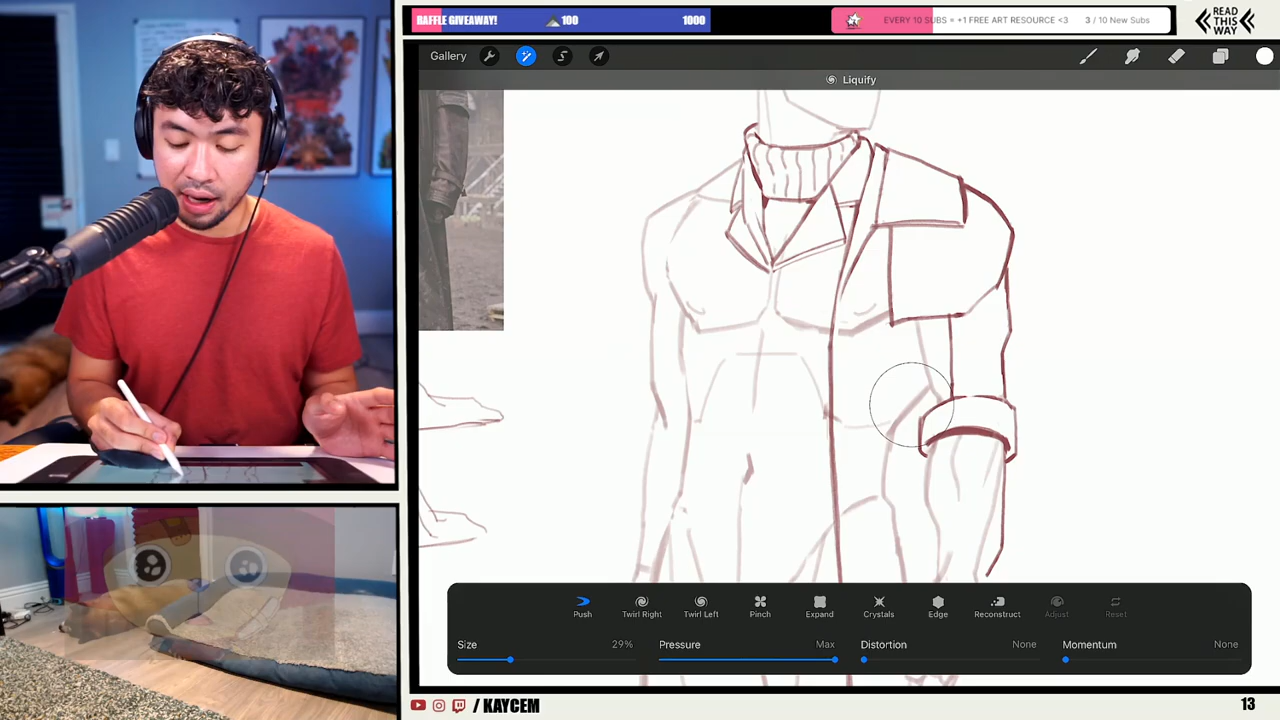 RAFFLE GIVEAWAY! 100 1000
EVERY 10 SUBS = +1 FREE ART RESOURCE <3 3 / 10 New Subs
READ
THIS
WAY
Gallery
Liquify
Push Twirl Right Twirl Left Pinch Expand Crystals Edge Reconstruct Adjust Reset
Size 29% Pressure Max Distortion None Momentum None
/ KAYCEM
13